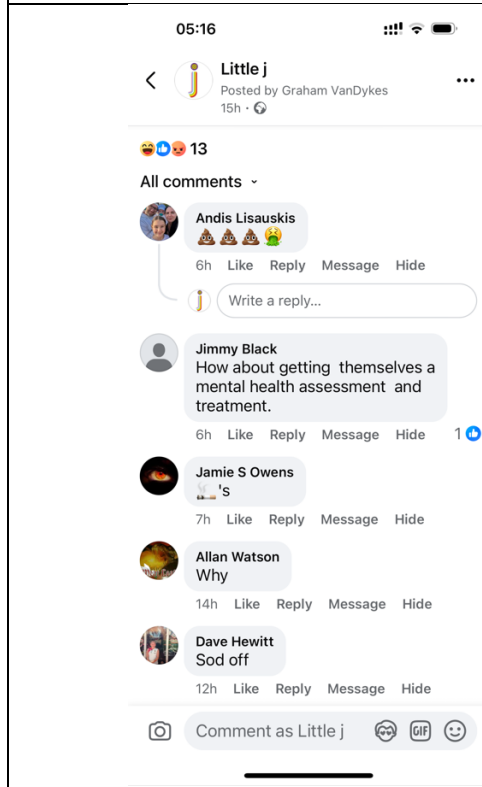 05:16
Little j
Posted by Graham VanDykes
15h ·
13
All comments
Andis Lisauskis
💩💩💩🤮
6h Like Reply Message Hide
j Write a reply...
Jimmy Black
How about getting themselves a
mental health assessment and
treatment.
6h Like Reply Message Hide 1
Jamie S Owens
🚬's
7h Like Reply Message Hide
Allan Watson
Why
14h Like Reply Message Hide
Dave Hewitt
Sod off
12h Like Reply Message Hide
Comment as Little j GIF